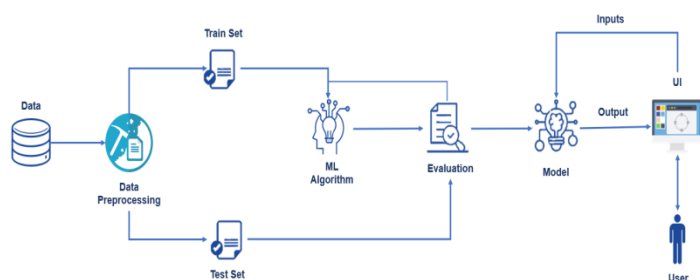 Train Set
Inputs
Data
UI
Output
ML
Algorithm
Evaluation
Model
Data
Preprocessing
Test Set
User